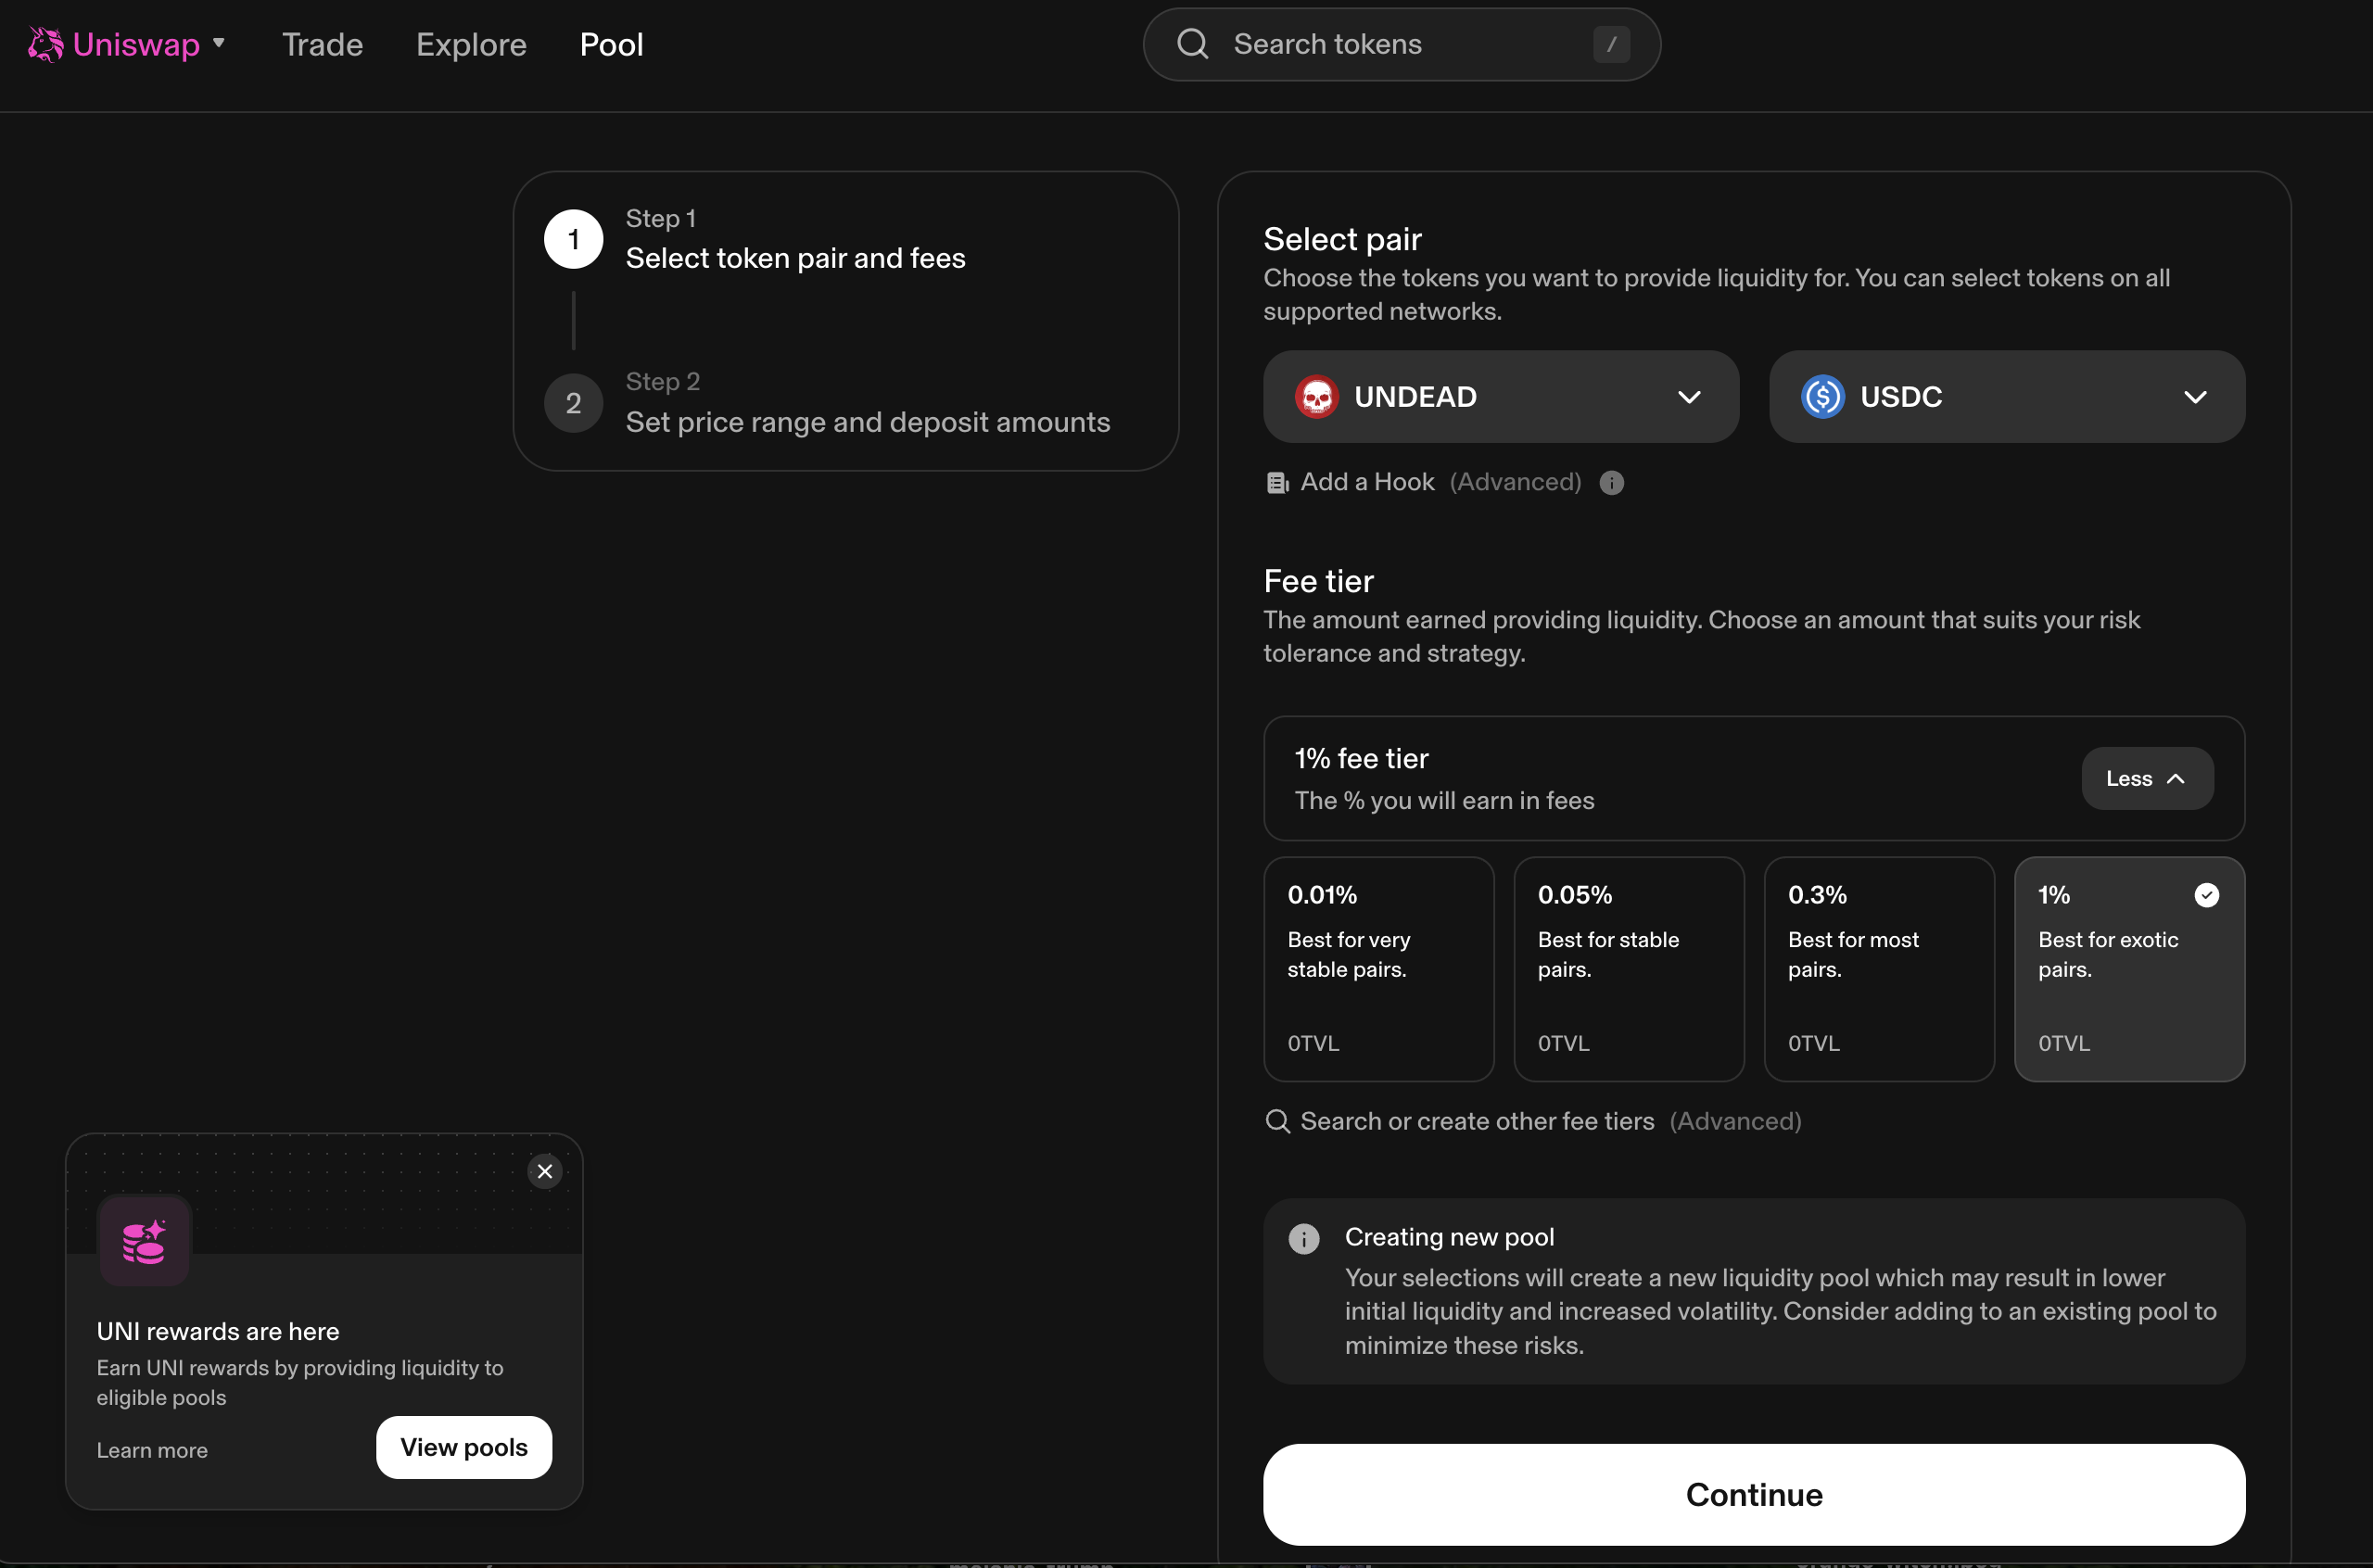 Uniswap
Trade
Explore
Pool
Search tokens
/
1
Step 1
Select token pair and fees
2
Step 2
Set price range and deposit amounts
Select pair
Choose the tokens you want to provide liquidity for. You can select tokens on all
supported networks.
UNDEAD
USDC
Add a Hook (Advanced)
Fee tier
The amount earned providing liquidity. Choose an amount that suits your risk
tolerance and strategy.
1% fee tier
The % you will earn in fees
Less
0.01%
Best for very
stable pairs.
0TVL
0.05%
Best for stable
pairs.
0TVL
0.3%
Best for most
pairs.
0TVL
1%
Best for exotic
pairs.
0TVL
Search or create other fee tiers (Advanced)
Creating new pool
Your selections will create a new liquidity pool which may result in lower
initial liquidity and increased volatility. Consider adding to an existing pool to
minimize these risks.
Continue
UNI rewards are here
Earn UNI rewards by providing liquidity to
eligible pools
Learn more
View pools